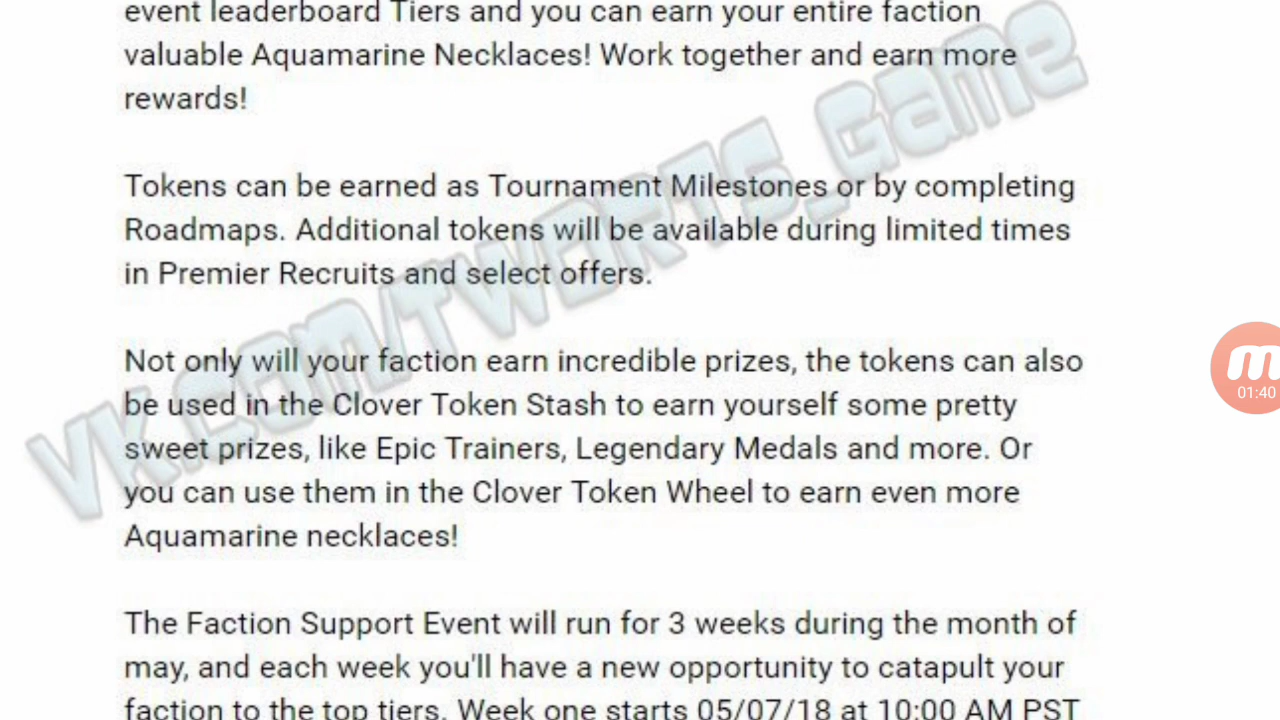 event leaderboard Tiers and you can earn your entire faction
valuable Aquamarine Necklaces! Work together and earn more
rewards!
Tokens can be earned as Tournament Milestones or by completing
Roadmaps. Additional tokens will be available during limited times
in Premier Recruits and select offers.
Not only will your faction earn incredible prizes, the tokens can also
be used in the Clover Token Stash to earn yourself some pretty
sweet prizes, like Epic Trainers, Legendary Medals and more. Or
you can use them in the Clover Token Wheel to earn even more
Aquamarine necklaces!
The Faction Support Event will run for 3 weeks during the month of
may, and each week you'll have a new opportunity to catapult your
faction to the top tiers. Week one starts 05/07/18 at 10:00 AM PST
vk.com/TWDRTS_Game
01:40